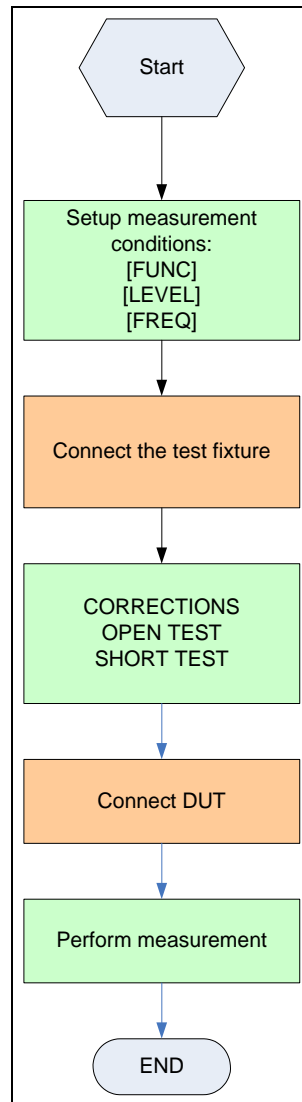 Start
Setup measurement
conditions:
[FUNC]
[LEVEL]
[FREQ]
Connect the test fixture
CORRECTIONS
OPEN TEST
SHORT TEST
Connect DUT
Perform measurement
END